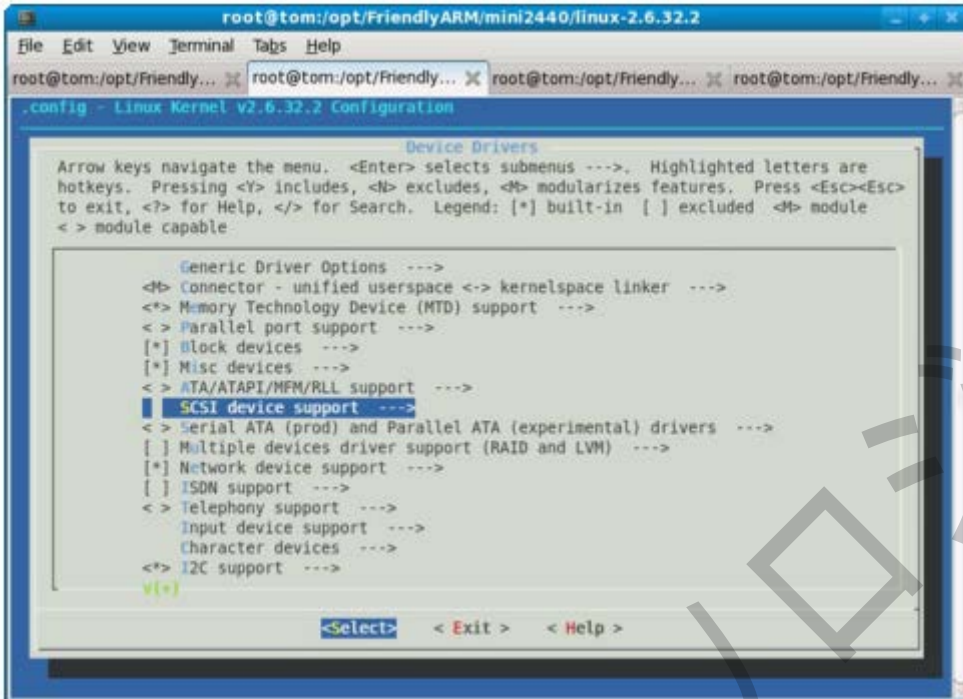 root@tom:/opt/FriendlyARM/mini2440/linux-2.6.32.2
File Edit View Terminal Tabs Help
root@tom:/opt/Friendly... root@tom:/opt/Friendly... root@tom:/opt/Friendly... root@tom:/opt/Friendly...
.config - Linux Kernel v2.6.32.2 Configuration
Device Drivers
Arrow keys navigate the menu. <Enter> selects submenus --->. Highlighted letters are
hotkeys. Pressing <Y> includes, <N> excludes, <M> modularizes features. Press <Esc><Esc>
to exit, <?> for Help, </> for Search. Legend: [*] built-in [ ] excluded <M> module
< > module capable
Generic Driver Options --->
<M> Connector - unified userspace <-> kernelspace linker --->
<*> Memory Technology Device (MTD) support --->
< > Parallel port support --->
[*] Block devices --->
[*] Misc devices --->
< > ATA/ATAPI/MFM/RLL support --->
SCSI device support --->
< > Serial ATA (prod) and Parallel ATA (experimental) drivers --->
[ ] Multiple devices driver support (RAID and LVM) --->
[*] Network device support --->
[ ] ISDN support --->
< > Telephony support --->
Input device support --->
Character devices --->
<*> I2C support --->
v(+)
<Select> < Exit > < Help >